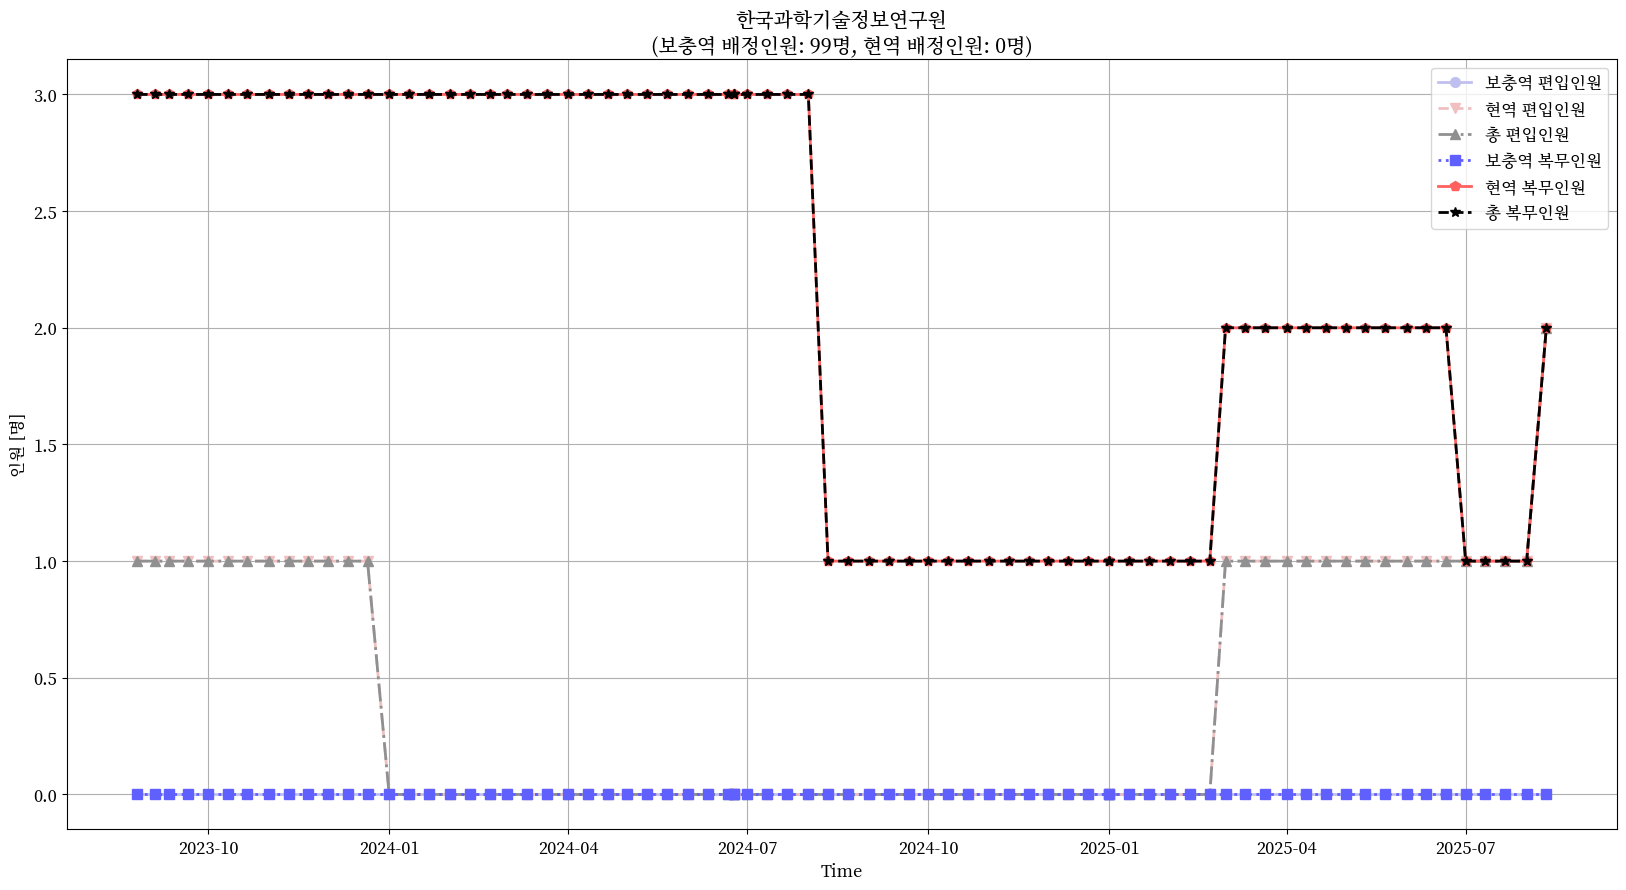 한국과학기술정보연구원
(보충역 배정인원: 99명, 현역 배정인원: 0명)
3.0
2.5
2.0
1.5
1.0
0.5
0.0
인원 [명]
보충역 편입인원
현역 편입인원
총 편입인원
보충역 복무인원
현역 복무인원
총 복무인원
2023-10
2024-01
2024-04
2024-07
2024-10
2025-01
2025-04
2025-07
Time